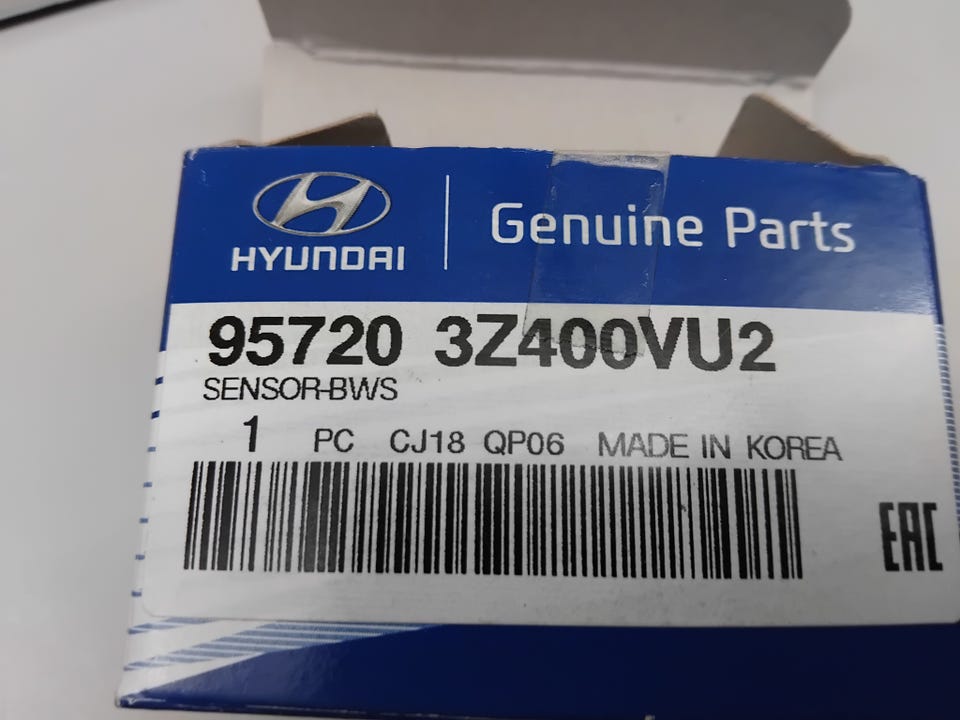 HYUNDAI
Genuine Parts
95720 3Z400VU2
SENSOR-BWS
1 PC CJ18 QP06 MADE IN KOREA
EAC